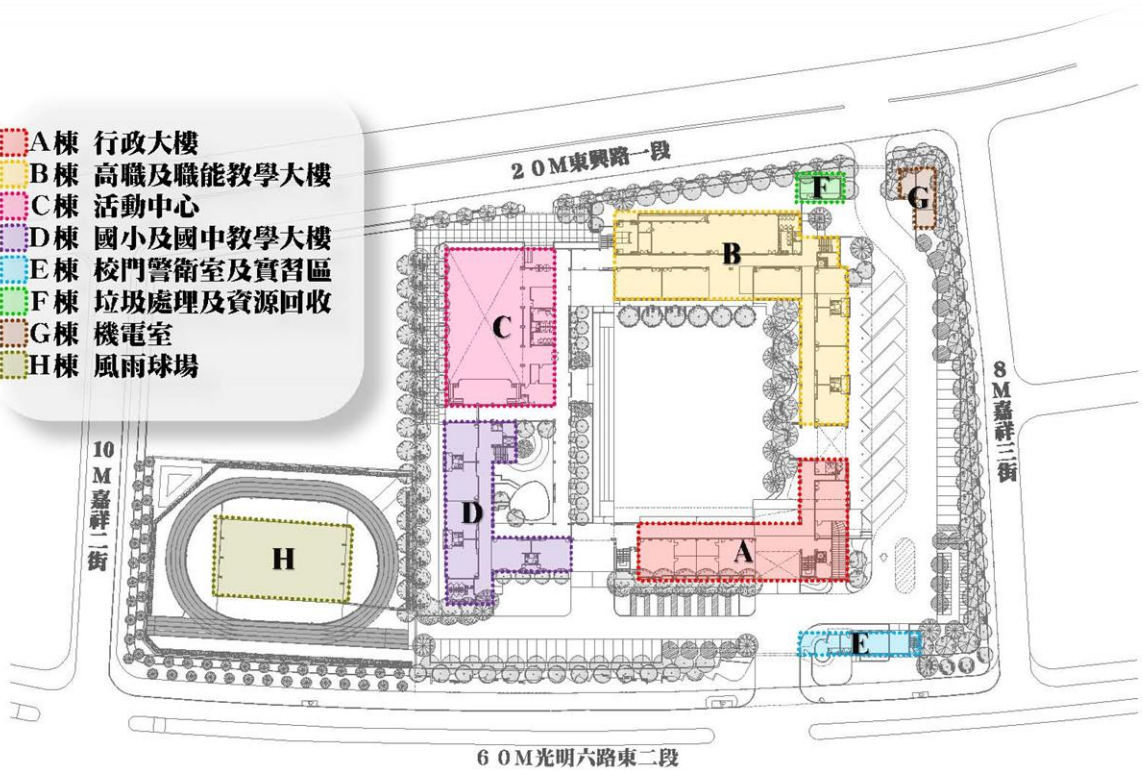 A棟 行政大樓
B棟 高職及職能教學大樓
C棟 活動中心
D棟 國小及國中教學大樓
E棟 校門警衛室及實習區
F棟 垃圾處理及資源回收
G棟 機電室
H棟 風雨球場
20M東興路一段
F
G
B
C
8M嘉祥三街
10M嘉祥二街
D
H
A
E
60M光明六路東二段